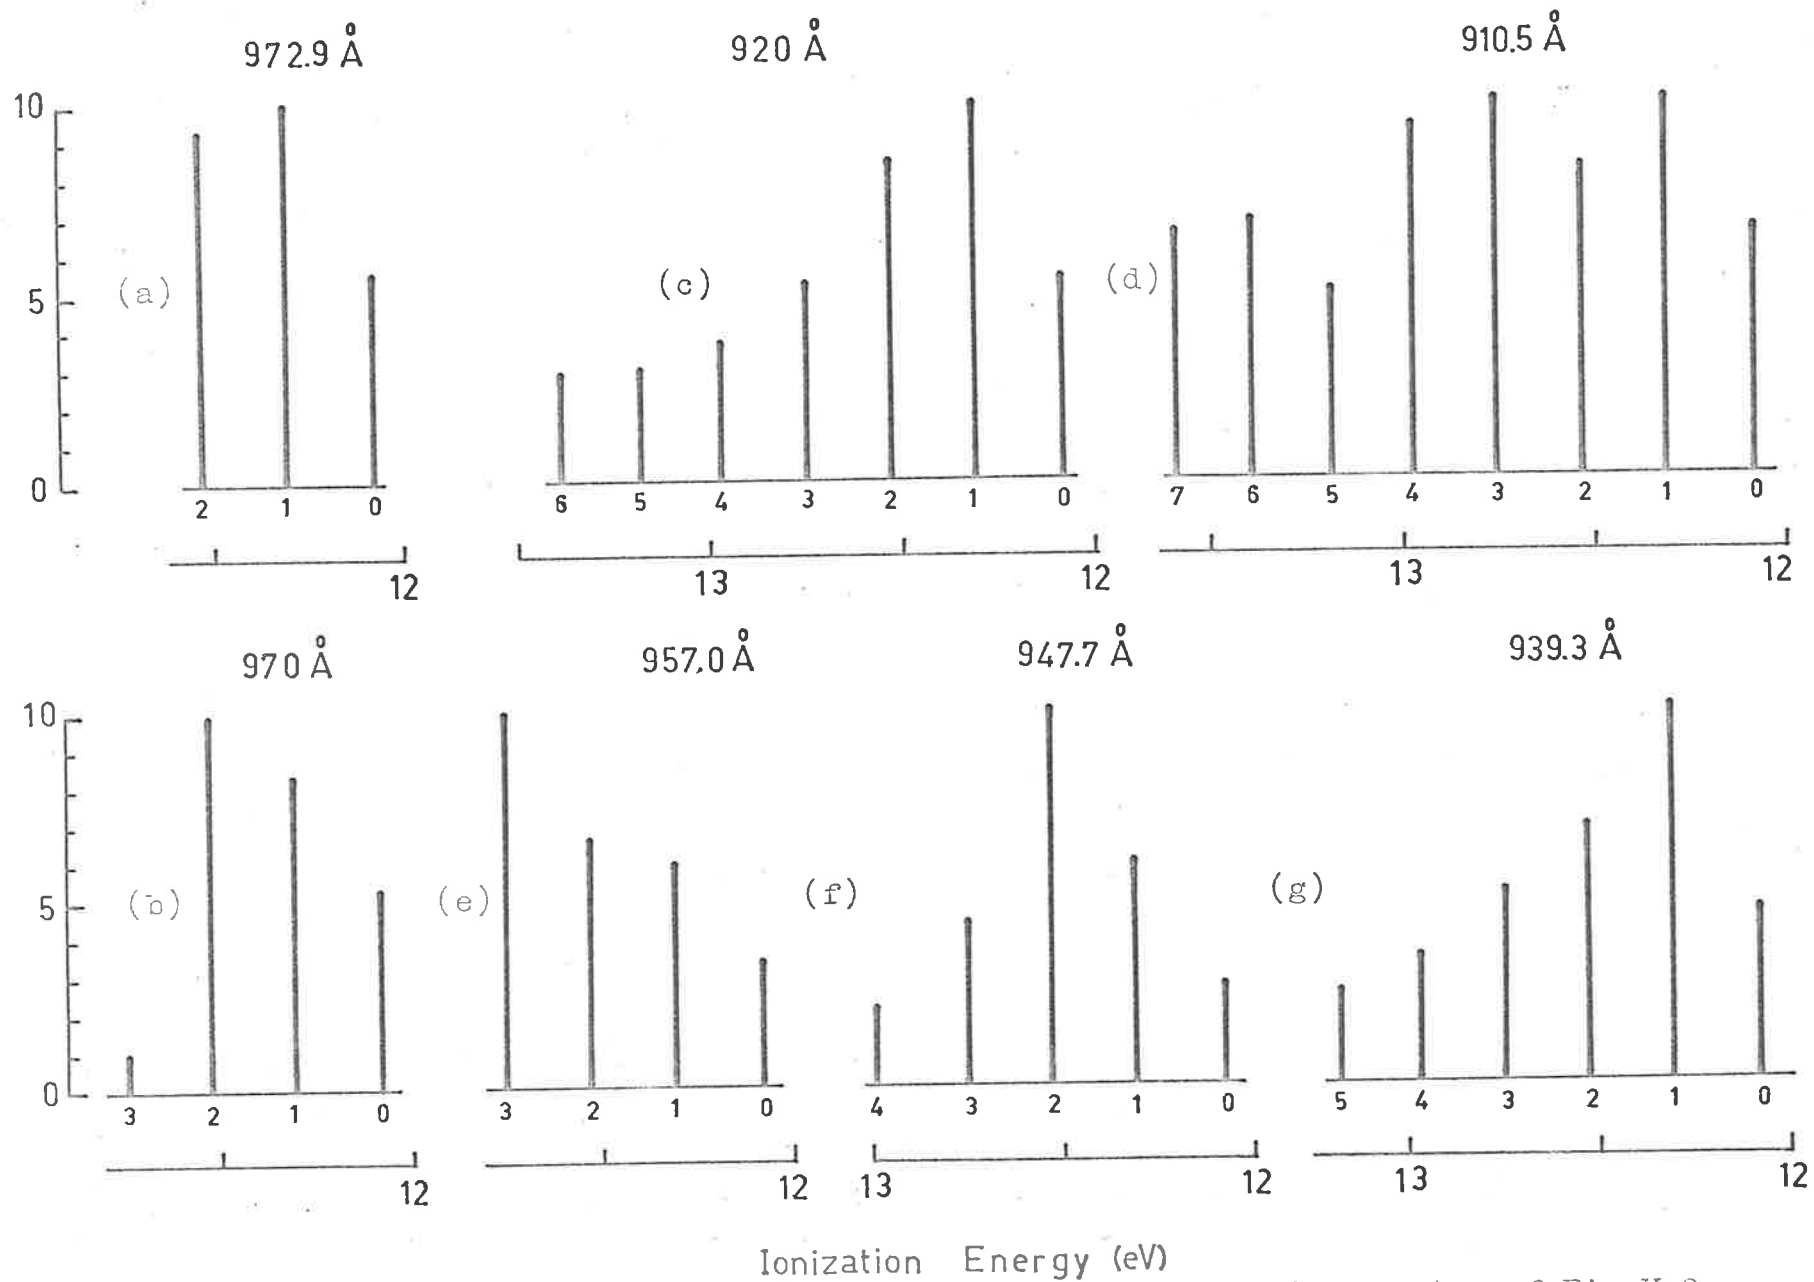 972.9 Å 920 Å 910.5 Å
10
5
0
(a) (c) (d)
2 1 0 6 5 4 3 2 1 0 7 6 5 4 3 2 1 0
12 13 12 13 12
970 Å 957.0 Å 947.7 Å 939.3 Å
10
5
0
(b) (e) (f) (g)
3 2 1 0 3 2 1 0 4 3 2 1 0 5 4 3 2 1 0
12 12 13 12 13 12
Ionization Energy (eV)